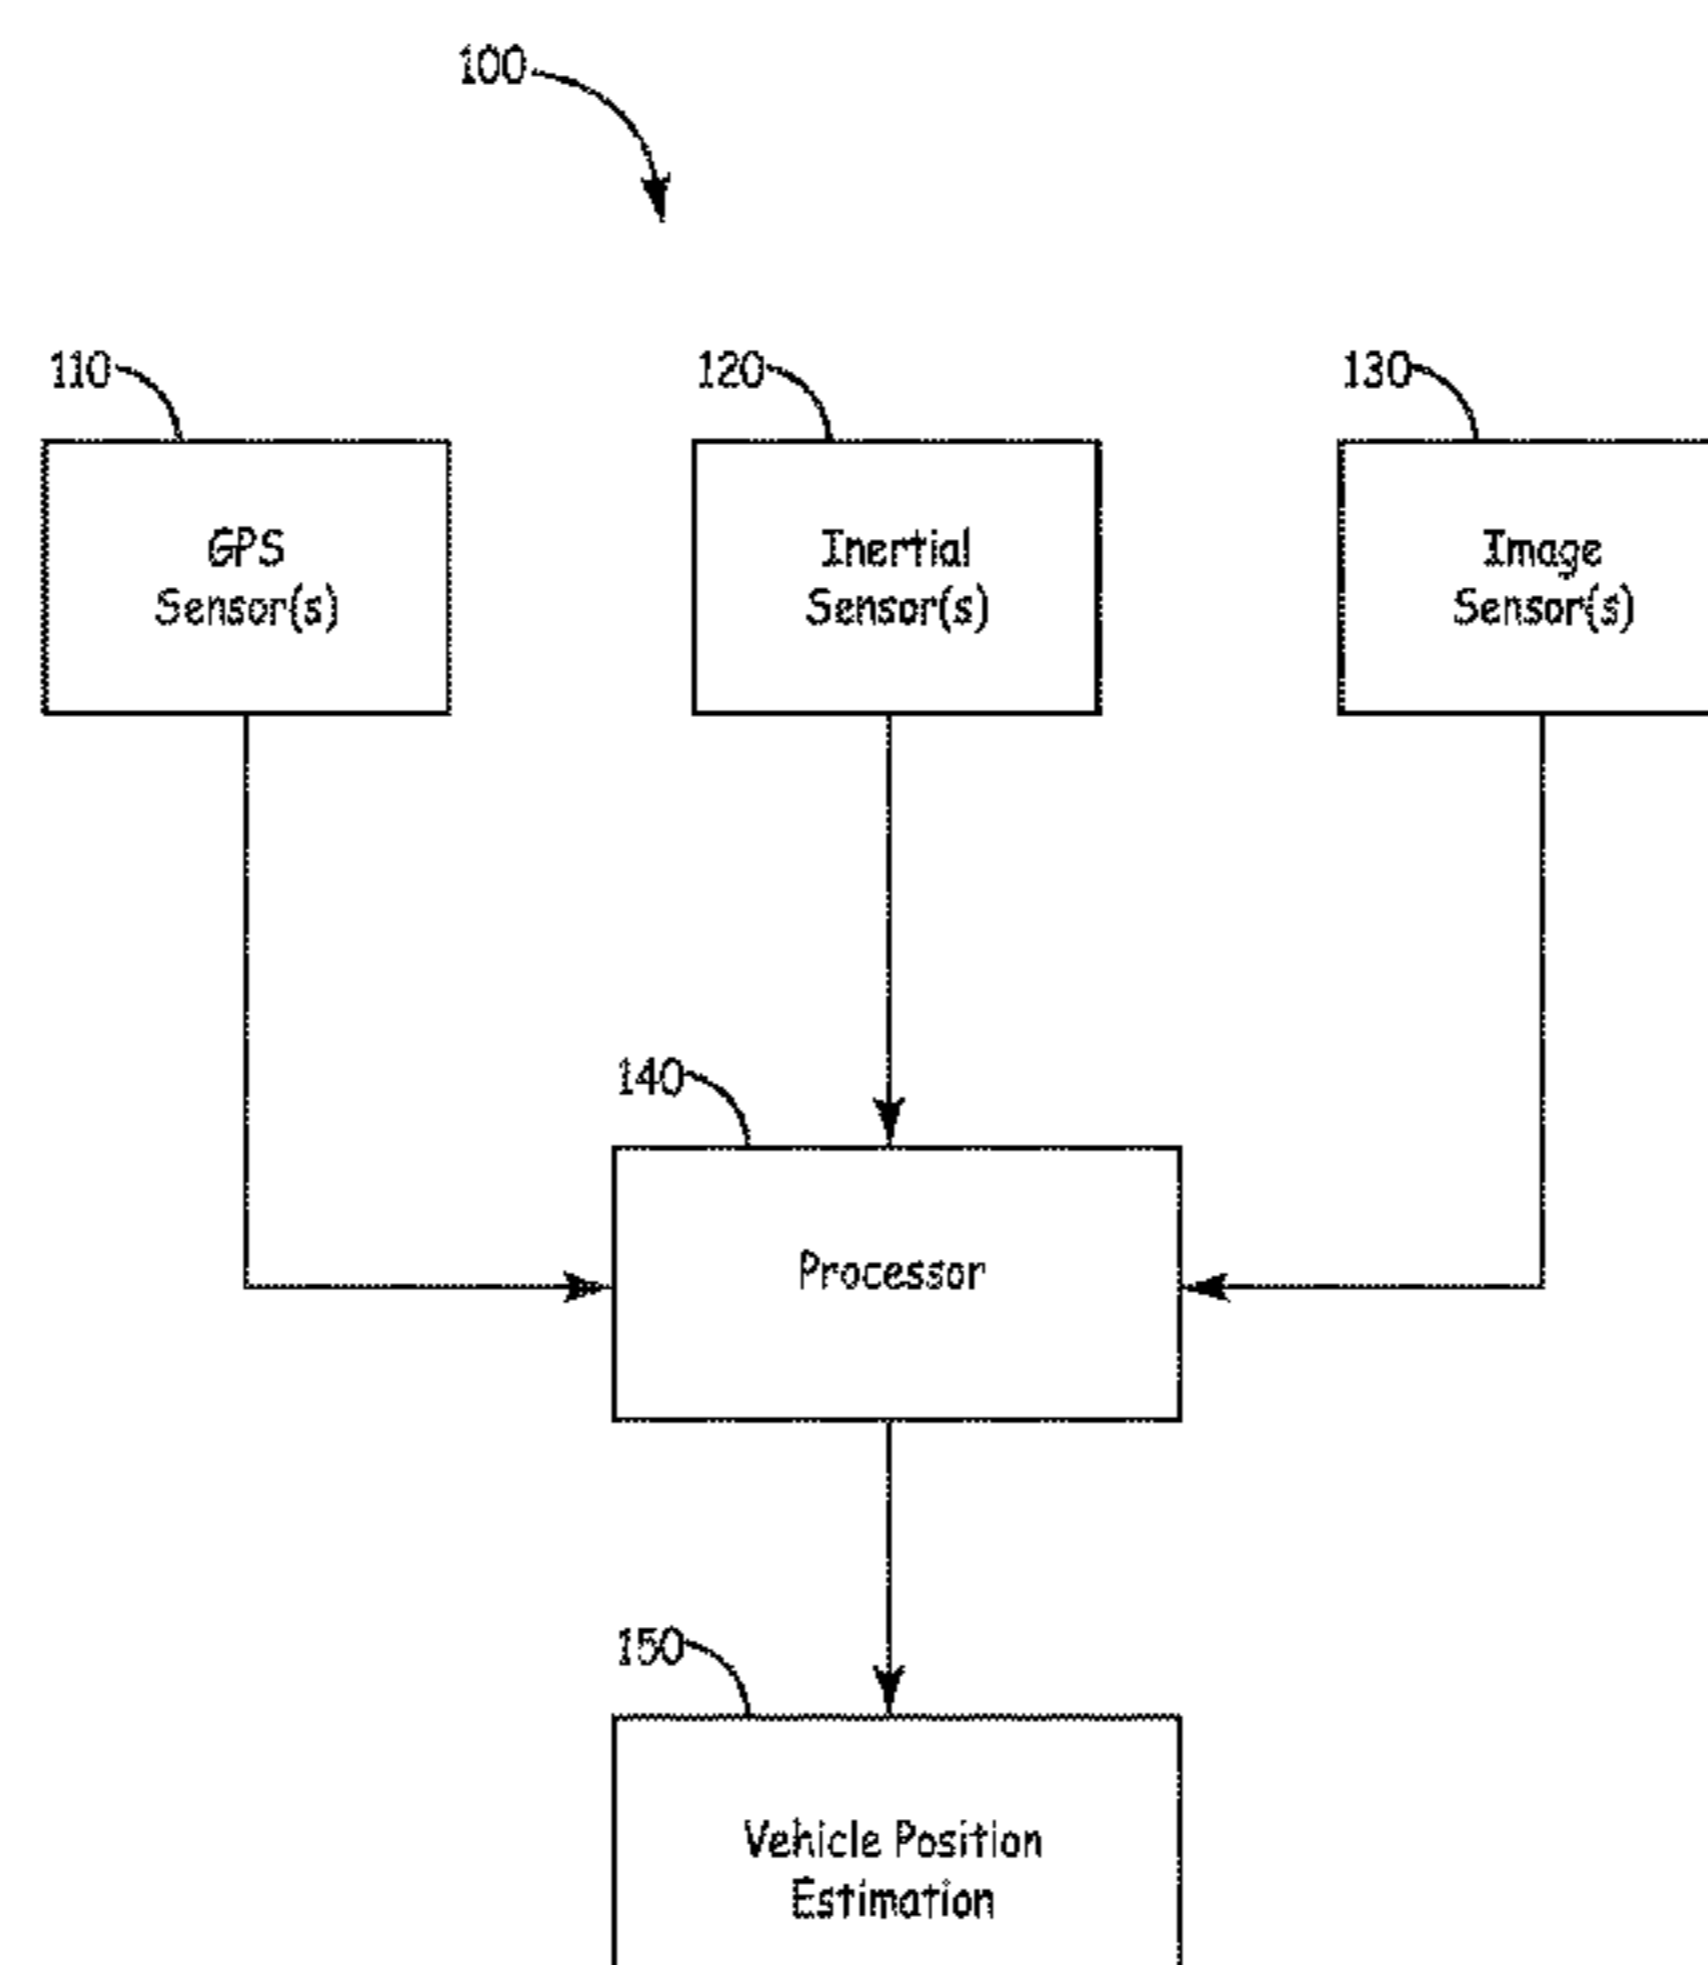 100
110
120
130
GPS
Sensor(s)
Inertial
Sensor(s)
Image
Sensor(s)
140
Processor
150
Vehicle Position
Estimation